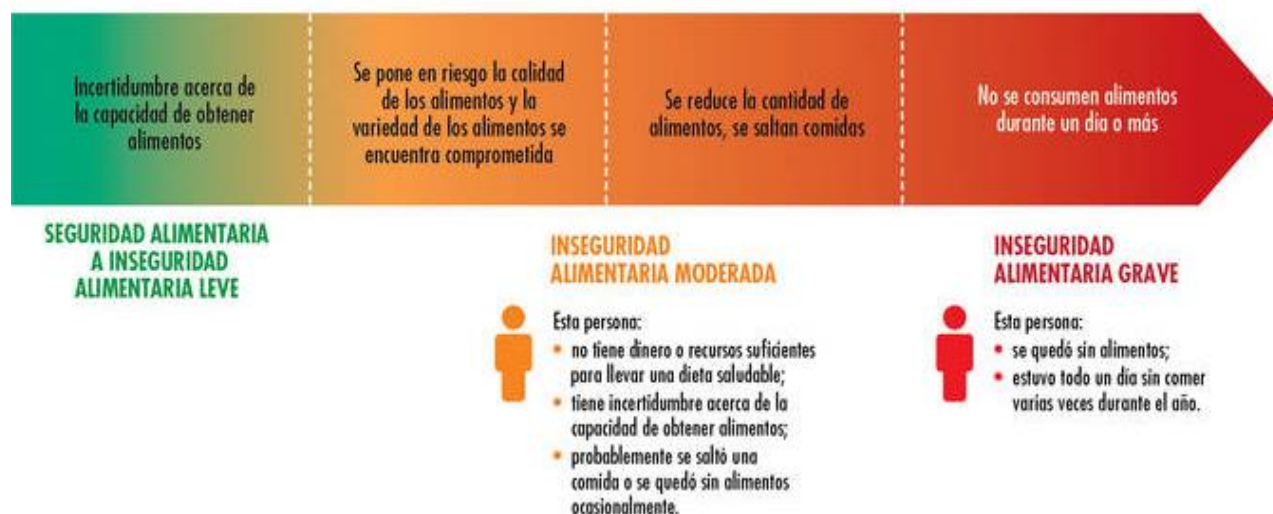 Incertidumbre acerca de
la capacidad de obtener
alimentos
Se pone en riesgo la calidad
de los alimentos y la
variedad de los alimentos se
encuentra comprometida
Se reduce la cantidad de
alimentos, se saltan comidas
No se consumen alimentos
durante un día o más
SEGURIDAD ALIMENTARIA
A INSEGURIDAD
ALIMENTARIA LEVE
INSEGURIDAD
ALIMENTARIA MODERADA
Esta persona:
• no tiene dinero o recursos suficientes
para llevar una dieta saludable;
• tiene incertidumbre acerca de la
capacidad de obtener alimentos;
• probablemente se saltó una
comida o se quedó sin alimentos
ocasionalmente.
INSEGURIDAD
ALIMENTARIA GRAVE
Esta persona:
• se quedó sin alimentos;
• estuvo todo un día sin comer
varias veces durante el año.